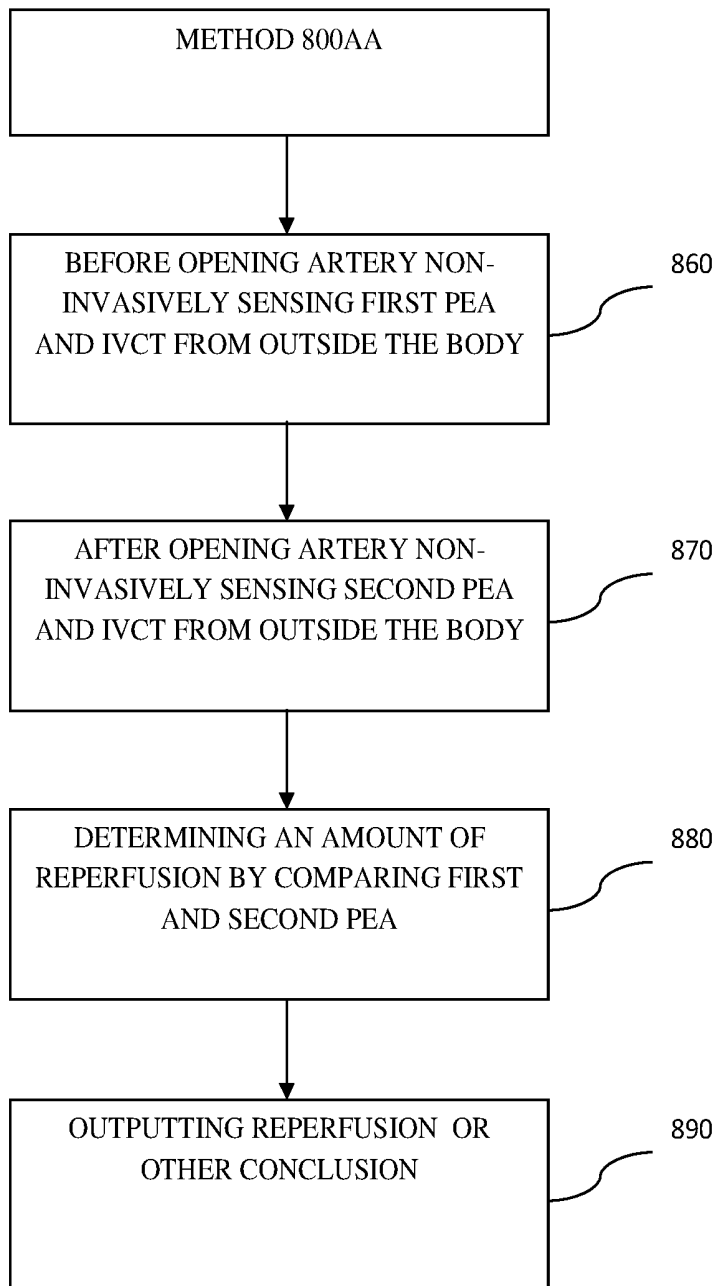 METHOD 800AA
BEFORE OPENING ARTERY NON-
INVASIVELY SENSING FIRST PEA
AND IVCT FROM OUTSIDE THE BODY
860
AFTER OPENING ARTERY NON-
INVASIVELY SENSING SECOND PEA
AND IVCT FROM OUTSIDE THE BODY
870
DETERMINING AN AMOUNT OF
REPERFUSION BY COMPARING FIRST
AND SECOND PEA
880
OUTPUTTING REPERFUSION OR
OTHER CONCLUSION
890